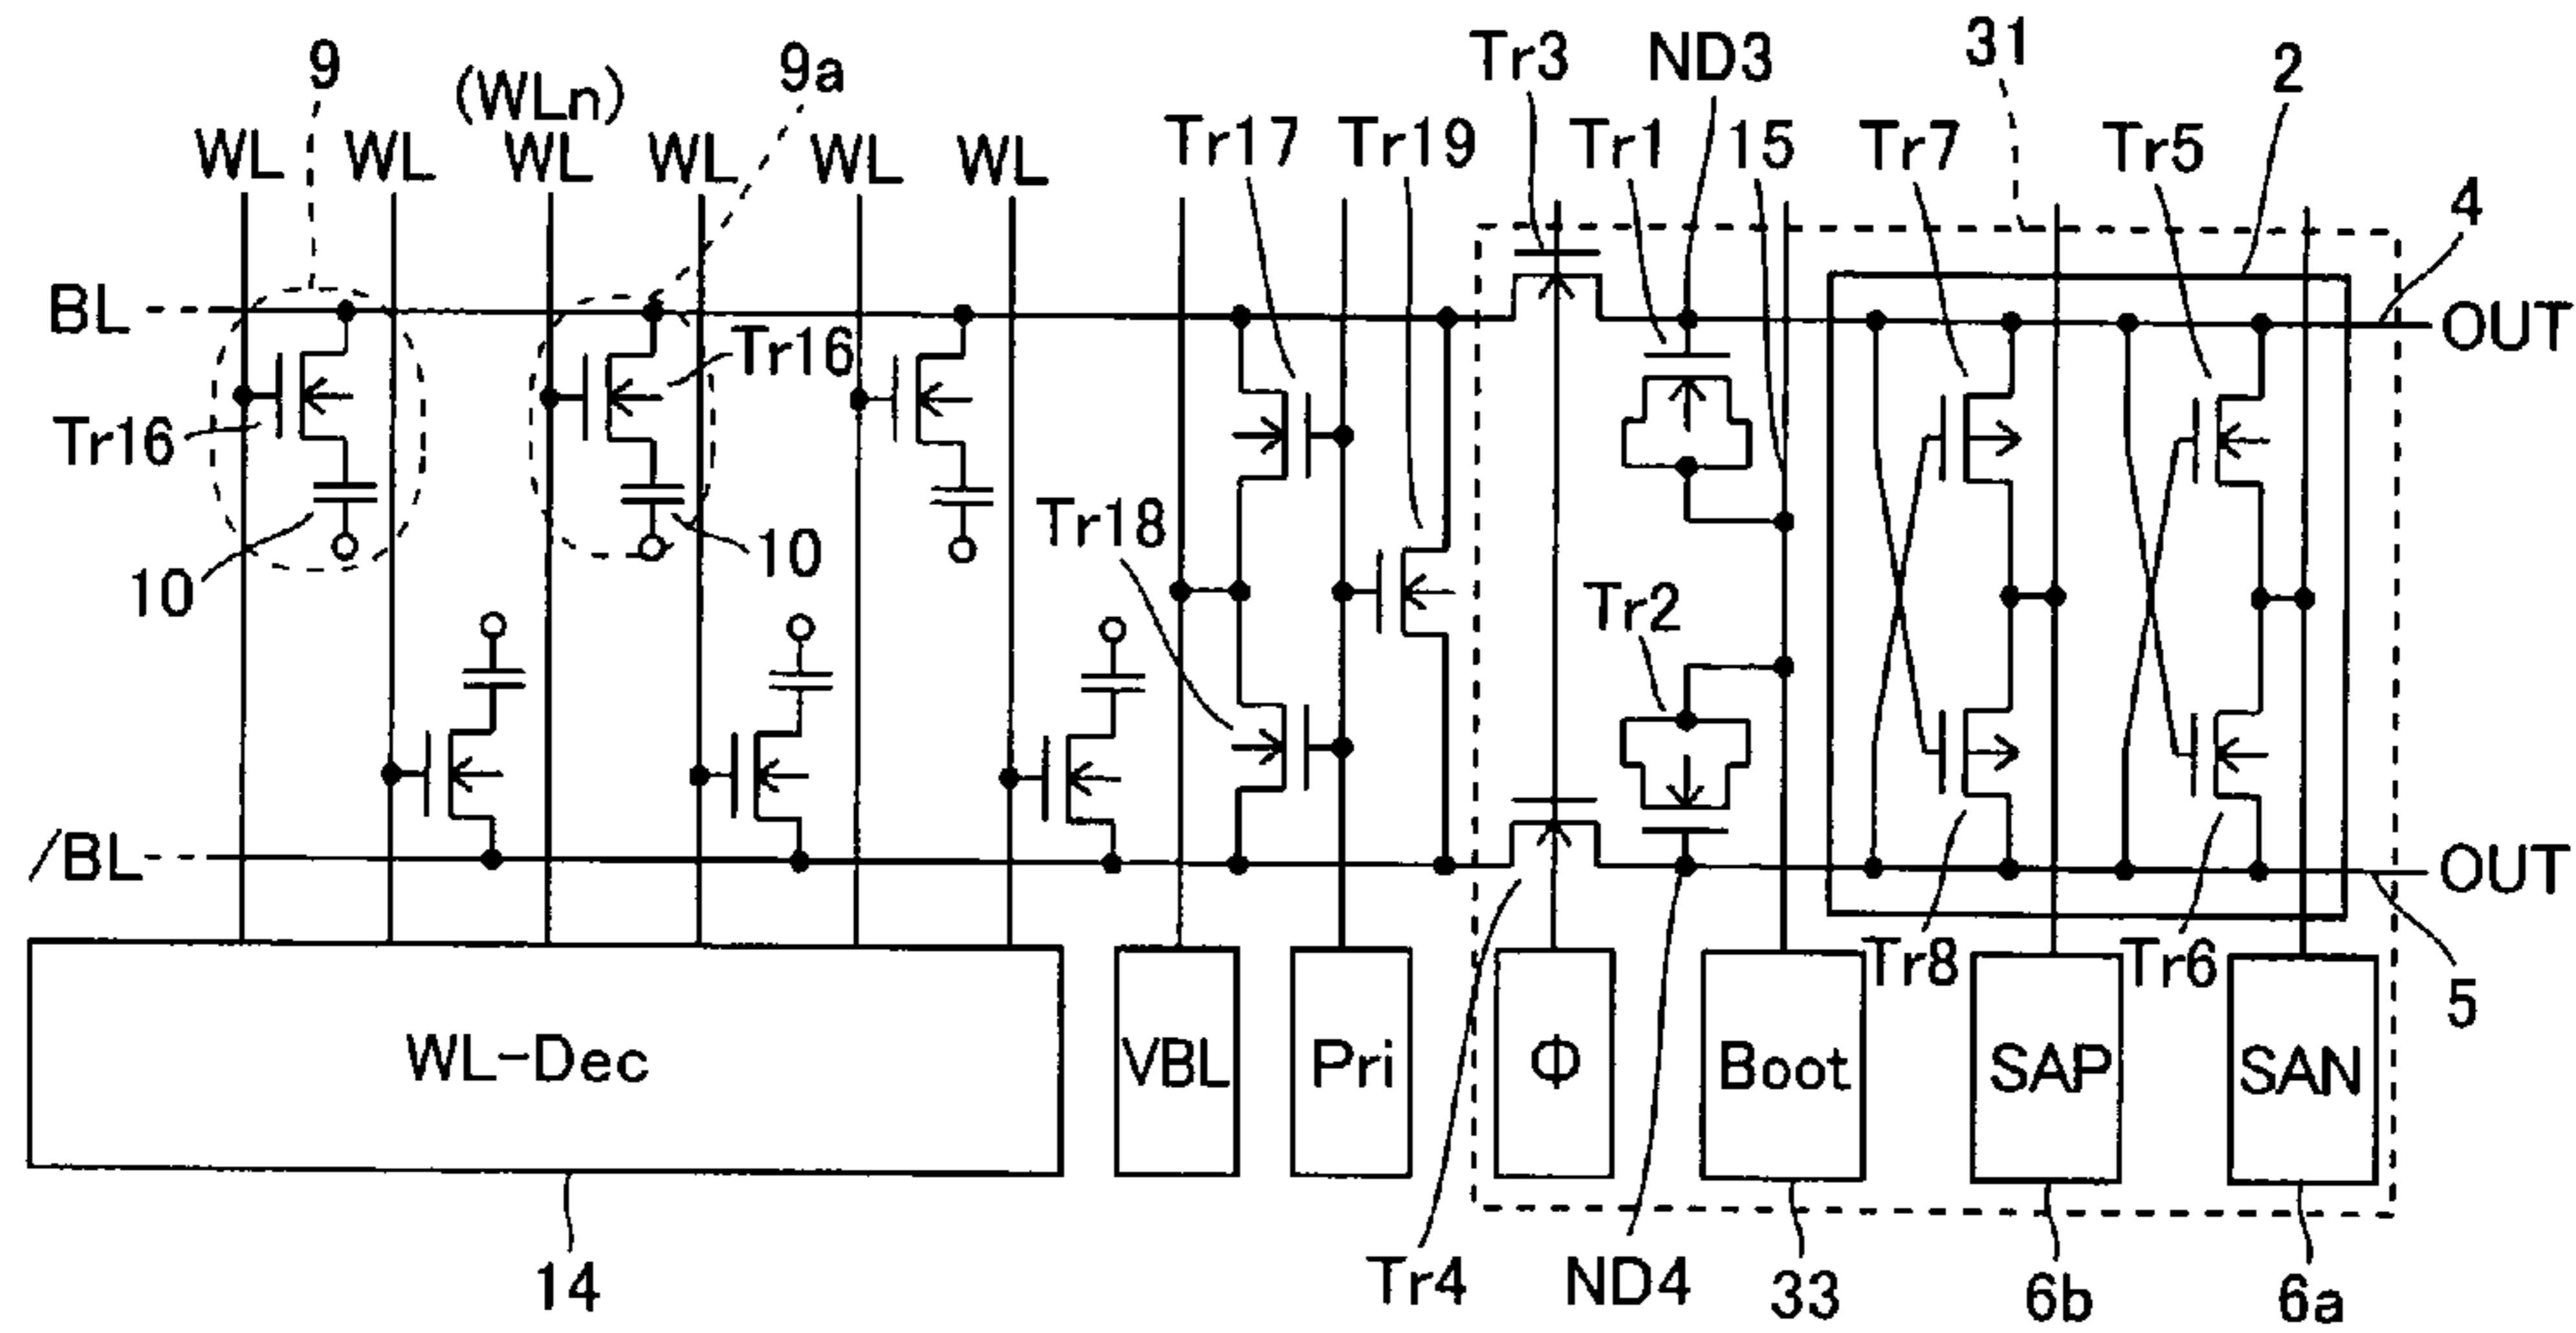 9
(WLn)
9a
Tr3
ND3
31
2
WL
WL
WL
WL
WL
WL
Tr17
Tr19
Tr1
15
Tr7
Tr5
4
BL
OUT
Tr16
Tr16
10
10
Tr18
Tr2
/BL
OUT
Tr8
Tr6
5
WL-Dec
VBL
Pri
Φ
Boot
SAP
SAN
14
Tr4
ND4
33
6b
6a